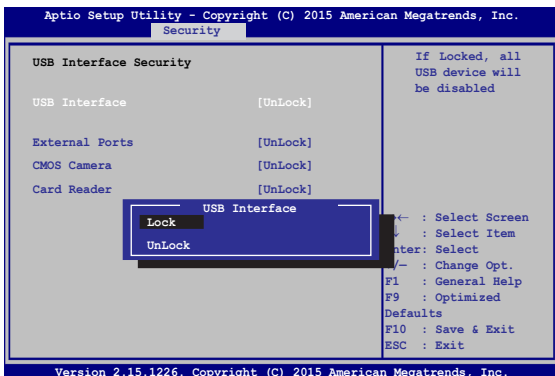 Aptio Setup Utility - Copyright (C) 2015 American Megatrends, Inc.
Security
USB Interface Security
USB Interface [UnLock]
External Ports [UnLock]
CMOS Camera [UnLock]
Card Reader [UnLock]
USB Interface
Lock
UnLock
If Locked, all
USB device will
be disabled
← : Select Screen
: Select Item
nter: Select
/— : Change Opt.
F1 : General Help
F9 : Optimized
Defaults
F10 : Save & Exit
ESC : Exit
Version 2.15.1226. Copyright (C) 2015 American Megatrends, Inc.